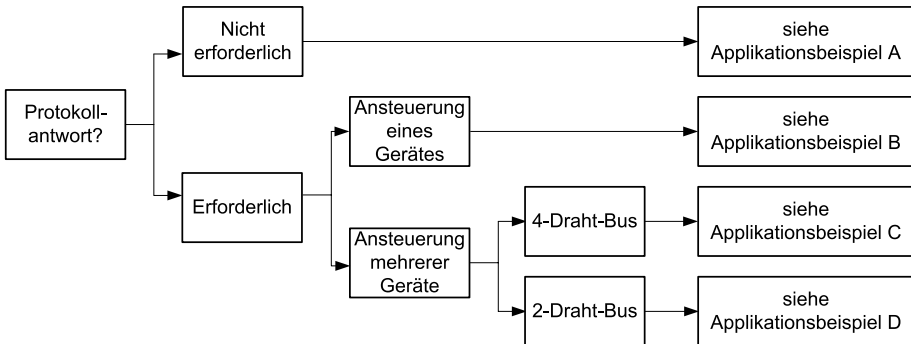 Protokoll-
antwort?
Nicht
erforderlich
siehe
Applikationsbeispiel A
Erforderlich
Ansteuerung
eines
Gerätes
siehe
Applikationsbeispiel B
Ansteuerung
mehrerer
Geräte
4-Draht-Bus
siehe
Applikationsbeispiel C
2-Draht-Bus
siehe
Applikationsbeispiel D